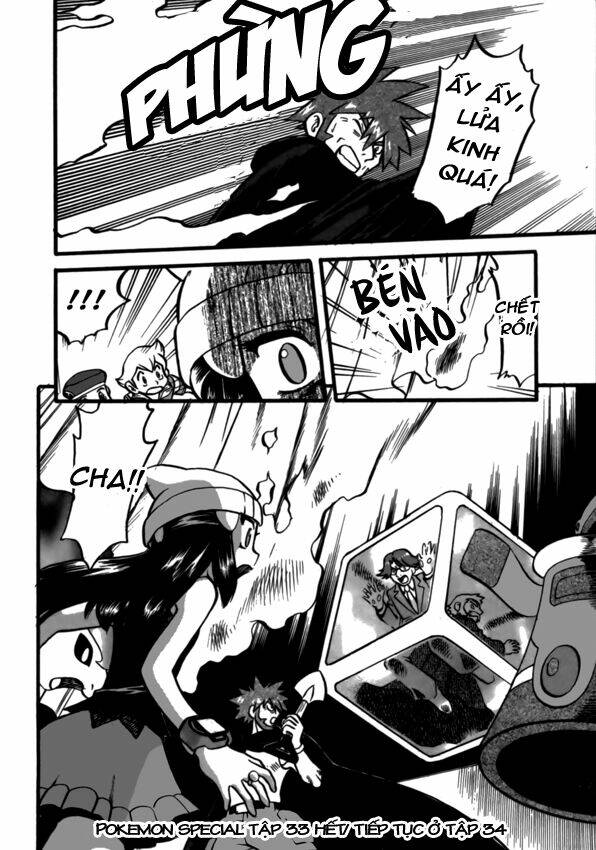 PHỪNG
ẤY ẤY,
LỬA
KINH
QUÁ!
!!!
BÉN
VÀO
CHẾT
RỒI!
CHA!!
POKEMON SPECIAL TẬP 33 HẾT/ TIẾP TỤC Ở TẬP 34